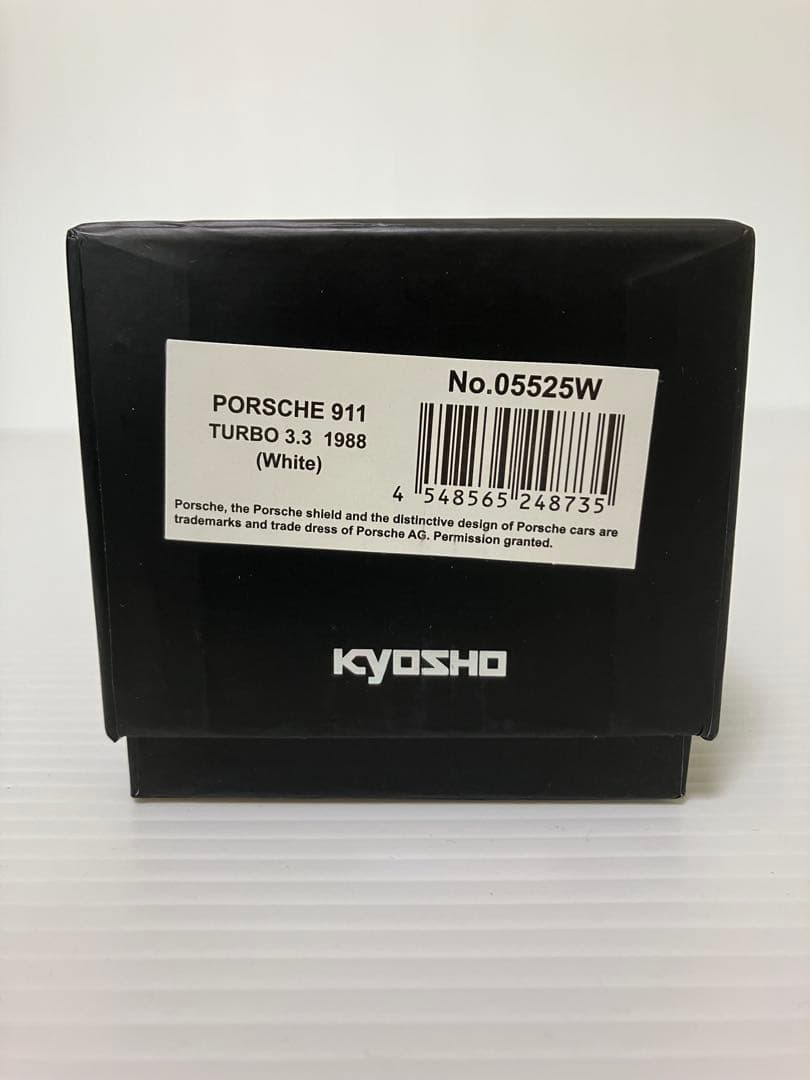 No.05525W
PORSCHE 911
TURBO 3.3 1988
(White)
4 548565 248735
Porsche, the Porsche shield and the distinctive design of Porsche cars are
trademarks and trade dress of Porsche AG. Permission granted.
KYOSHO